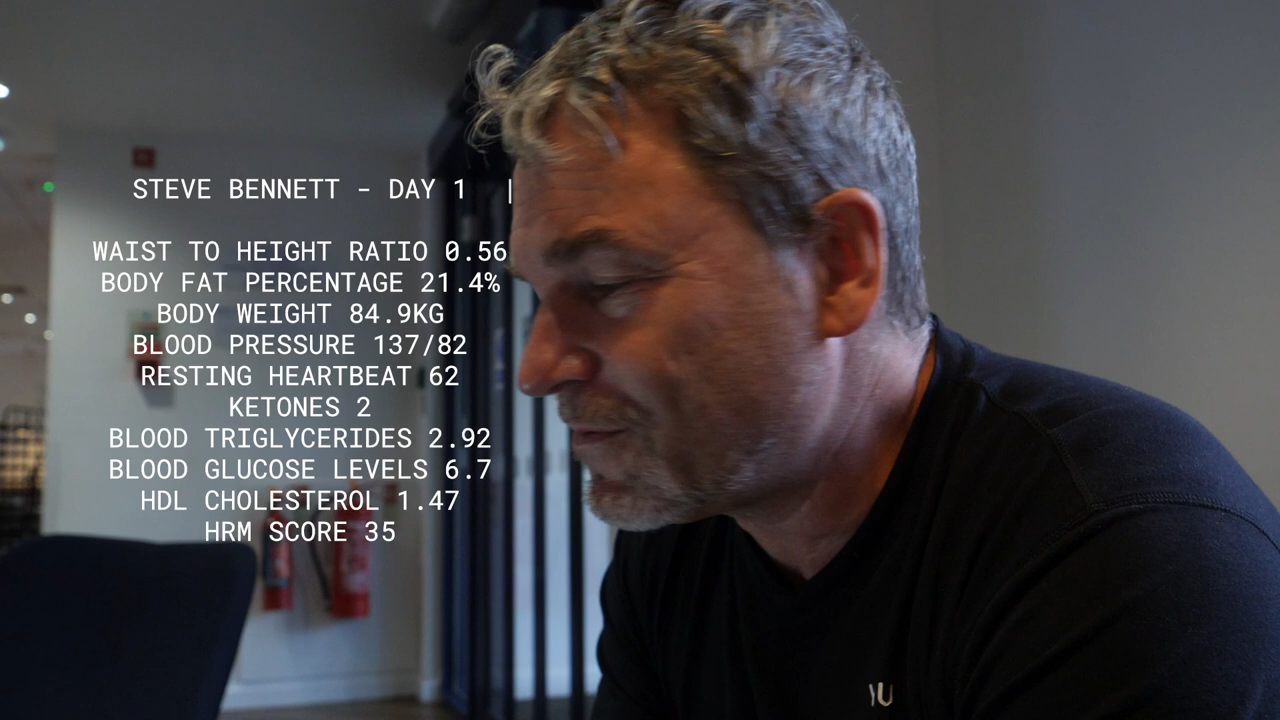 STEVE BENNETT - DAY 1 |
WAIST TO HEIGHT RATIO 0.56
BODY FAT PERCENTAGE 21.4%
BODY WEIGHT 84.9KG
BLOOD PRESSURE 137/82
RESTING HEARTBEAT 62
KETONES 2
BLOOD TRIGLYCERIDES 2.92
BLOOD GLUCOSE LEVELS 6.7
HDL CHOLESTEROL 1.47
HRM SCORE 35